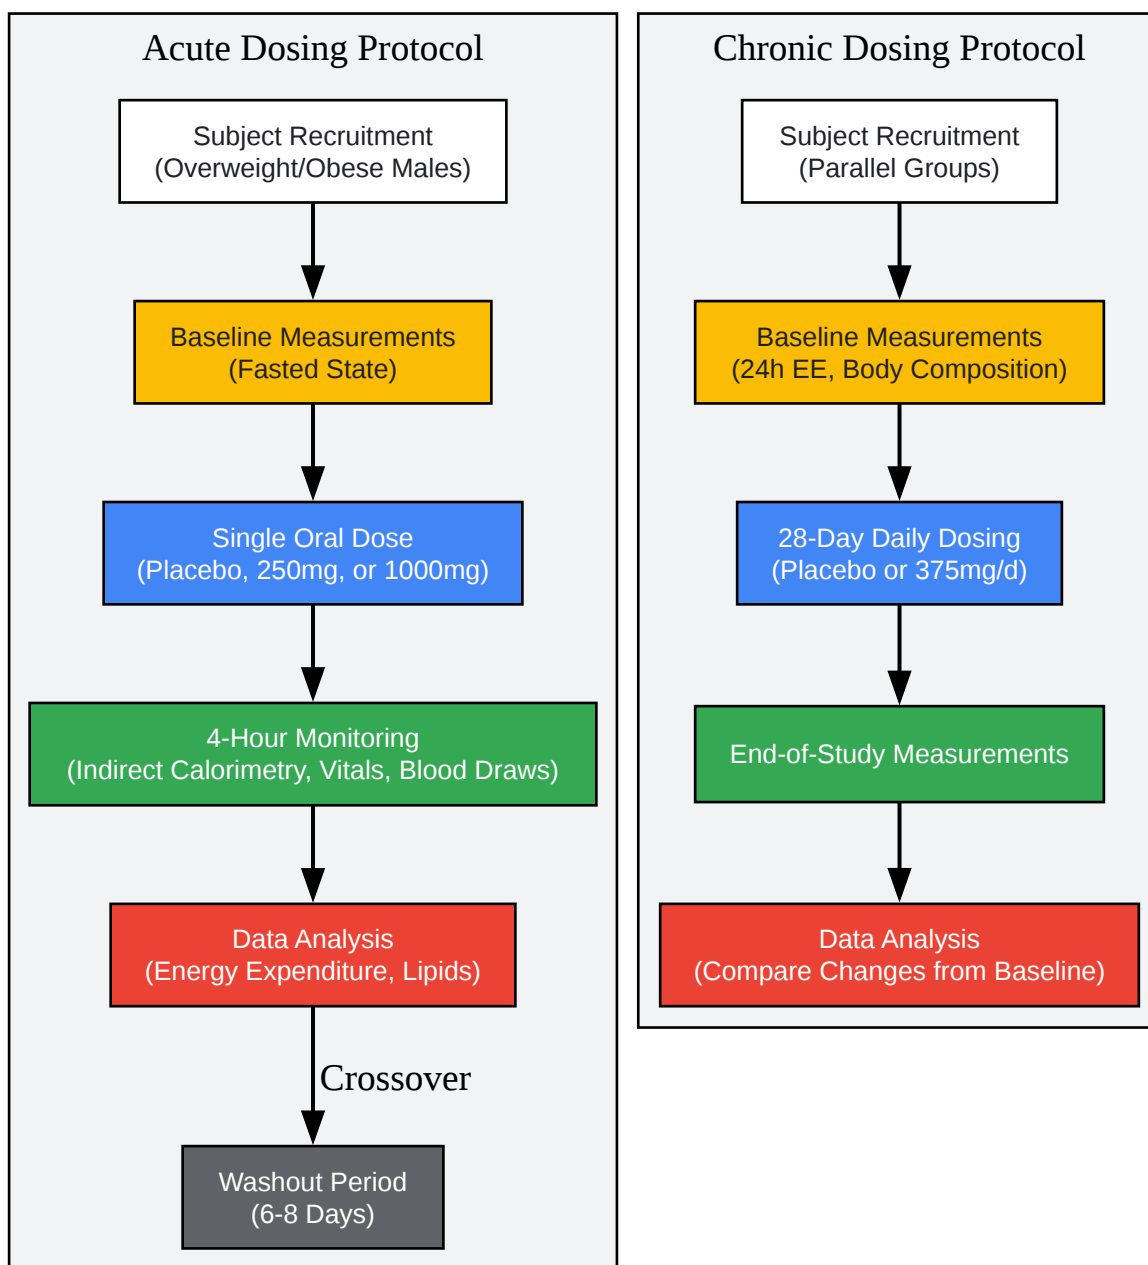 Acute Dosing Protocol
Subject Recruitment
(Overweight/Obese Males)
Baseline Measurements
(Fasted State)
Single Oral Dose
(Placebo, 250mg, or 1000mg)
4-Hour Monitoring
(Indirect Calorimetry, Vitals, Blood Draws)
Data Analysis
(Energy Expenditure, Lipids)
Crossover
Washout Period
(6-8 Days)
Chronic Dosing Protocol
Subject Recruitment
(Parallel Groups)
Baseline Measurements
(24h EE, Body Composition)
28-Day Daily Dosing
(Placebo or 375mg/d)
End-of-Study Measurements
Data Analysis
(Compare Changes from Baseline)